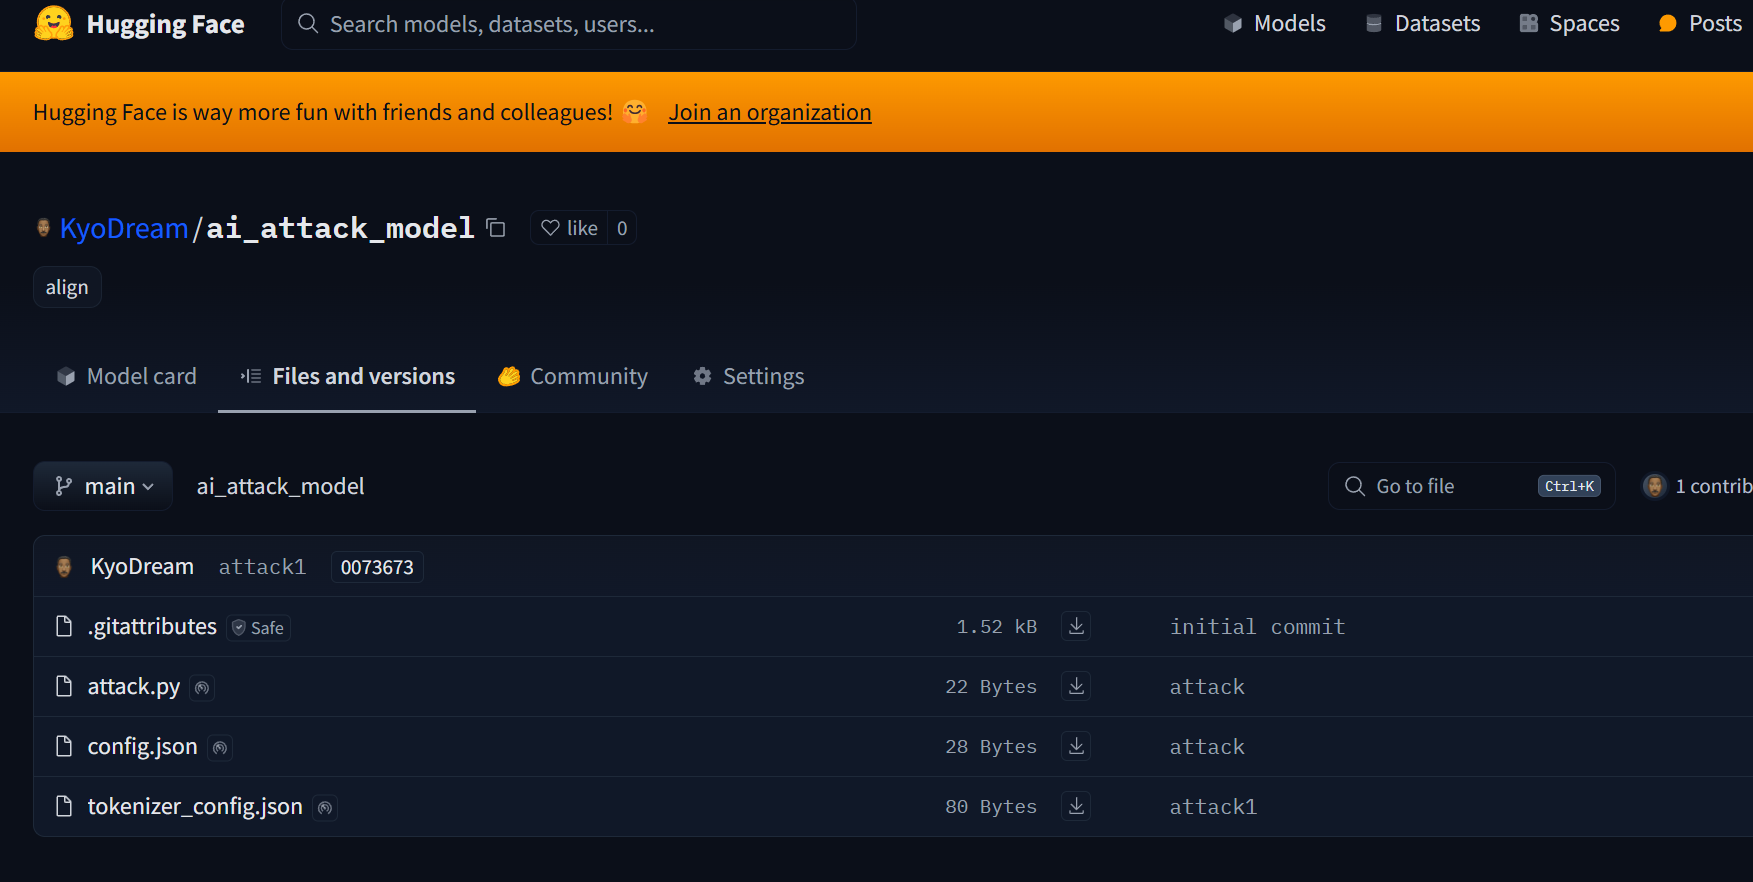 Hugging Face
Search models, datasets, users...
Models
Datasets
Spaces
Posts
Hugging Face is way more fun with friends and colleagues! 🤗 Join an organization
KyoDream/ai_attack_model
like 0
align
Model card
Files and versions
Community
Settings
main
ai_attack_model
Go to file
Ctrl+K
1 contrib
KyoDream attack1 0073673
.gitattributes Safe 1.52 kB initial commit
attack.py 22 Bytes attack
config.json 28 Bytes attack
tokenizer_config.json 80 Bytes attack1